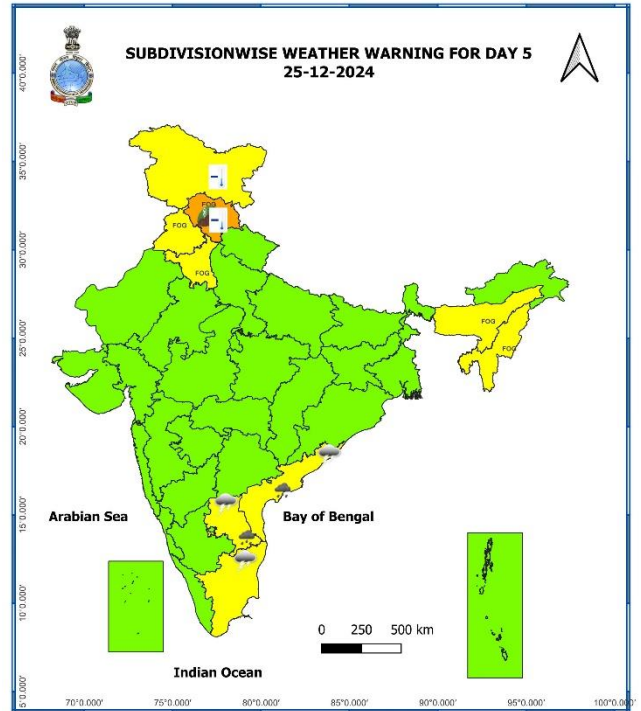 SUBDIVISIONWISE WEATHER WARNING FOR DAY 5
25-12-2024
40°0.000'
35°0.000'
FOG
FOG
30°0.000'
FOG
25°0.000'
FOG
FOG
20°0.000'
15°0.000'
Arabian Sea
Bay of Bengal
10°0.000'
0 250 500 km
Indian Ocean
5°0.000'
70°0.000' 75°0.000' 80°0.000' 85°0.000' 90°0.000' 95°0.000' 100°0.000'